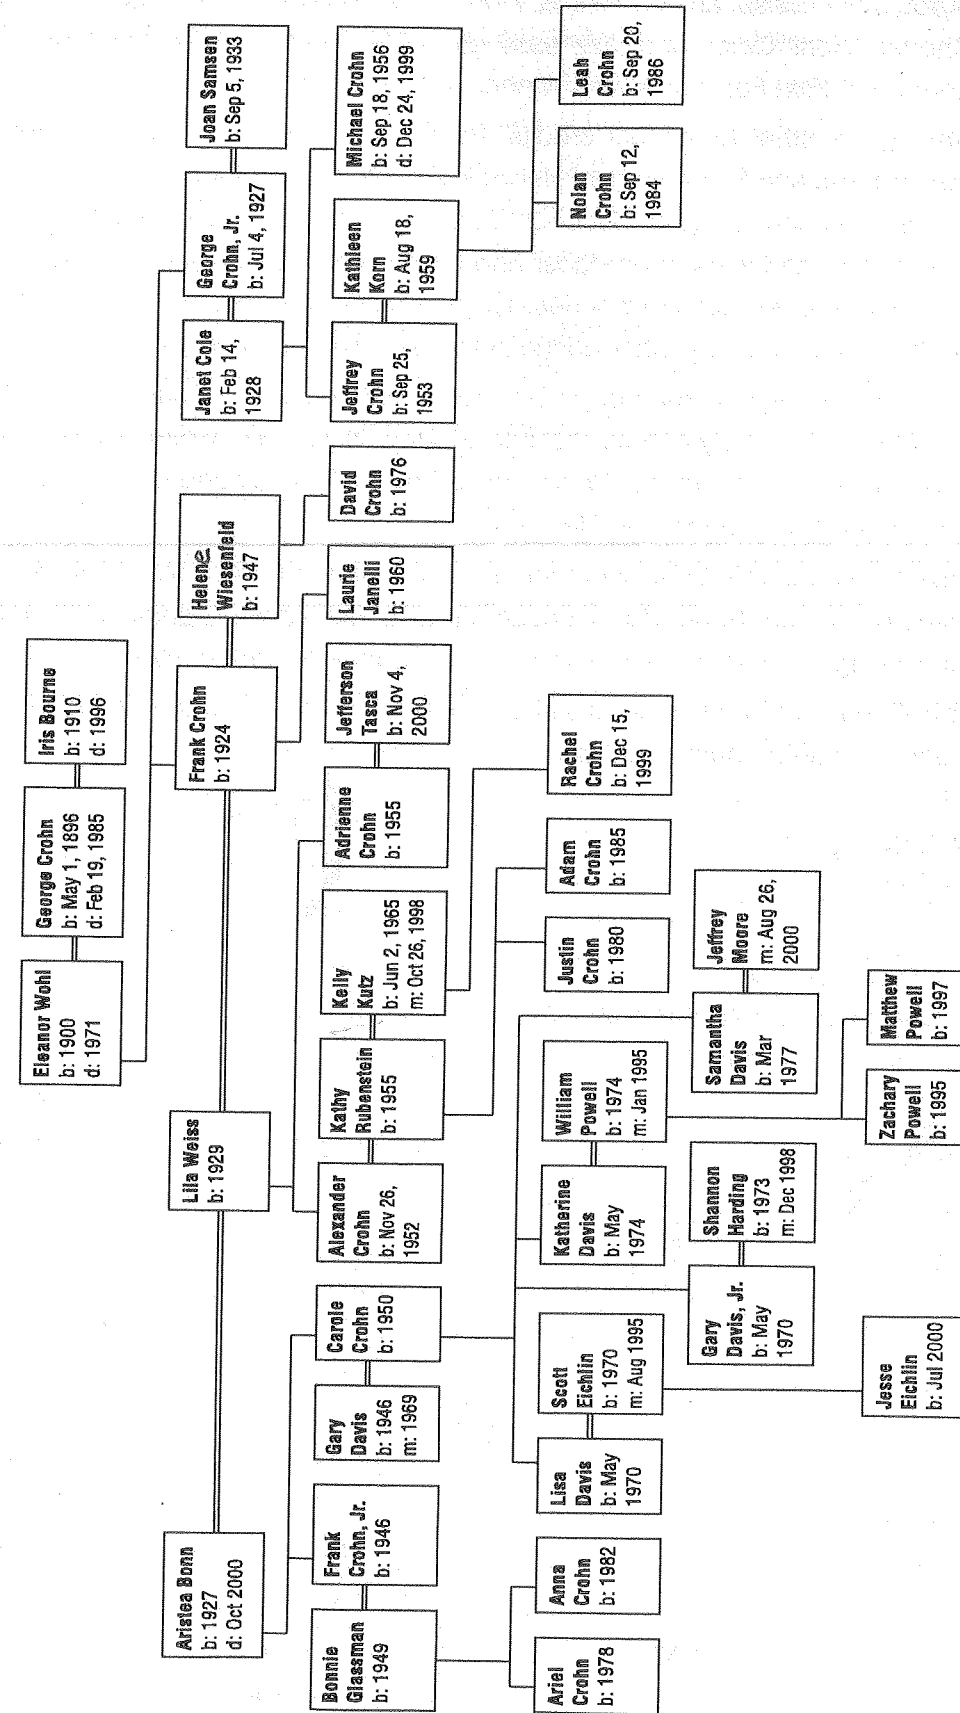 Eleanor Wohl
b: 1900
d: 1971
George Crohn
b: May 1, 1896
d: Feb 19, 1985
Iris Bourne
b: 1910
d: 1996
Aristea Bonn
b: 1927
d: Oct 2000
Lila Weiss
b: 1929
Frank Crohn
b: 1924
Helene
Wiesenfeld
b: 1947
Janet Cole
b: Feb 14,
1928
George
Crohn, Jr.
b: Jul 4, 1927
Joan Samsen
b: Sep 5, 1933
Bonnie
Glassman
b: 1949
Frank
Crohn, Jr.
b: 1946
Gary
Davis
b: 1946
m: 1969
Carole
Crohn
b: 1950
Alexander
Crohn
b: Nov 26,
1952
Kathy
Rubenstein
b: 1955
Kelly
Kutz
b: Jun 2, 1965
m: Oct 26, 1998
Adrienne
Crohn
b: 1955
Jefferson
Tasca
b: Nov 4,
2000
Laurie
Janelli
b: 1960
David
Crohn
b: 1976
Jeffrey
Crohn
b: Sep 25,
1953
Kathleen
Korn
b: Aug 18,
1959
Michael Crohn
b: Sep 18, 1956
d: Dec 24, 1999
Ariel
Crohn
b: 1978
Anna
Crohn
b: 1982
Lisa
Davis
b: May
1970
Scott
Eichlin
b: 1970
m: Aug 1995
Katherine
Davis
b: May
1974
William
Powell
b: 1974
m: Jan 1995
Justin
Crohn
b: 1980
Adam
Crohn
b: 1985
Rachel
Crohn
b: Dec 15,
1999
Nolan
Crohn
b: Sep 12,
1984
Leah
Crohn
b: Sep 20,
1986
Gary
Davis, Jr.
b: May
1970
Shannon
Harding
b: 1973
m: Dec 1998
Samantha
Davis
b: Mar
1977
Jeffrey
Moore
m: Aug 26,
2000
Jesse
Eichlin
b: Jul 2000
Zachary
Powell
b: 1995
Matthew
Powell
b: 1997